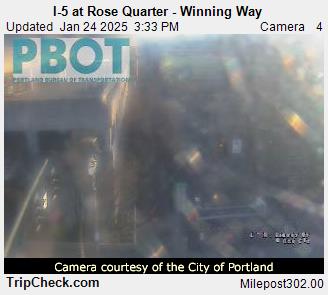 I-5 at Rose Quarter - Winning Way
Updated Jan 24 2025 3:33 PM Camera 4
PBOT
PORTLAND BUREAU OF TRANSPORTATION
Camera courtesy of the City of Portland
TripCheck.com Milepost302.00